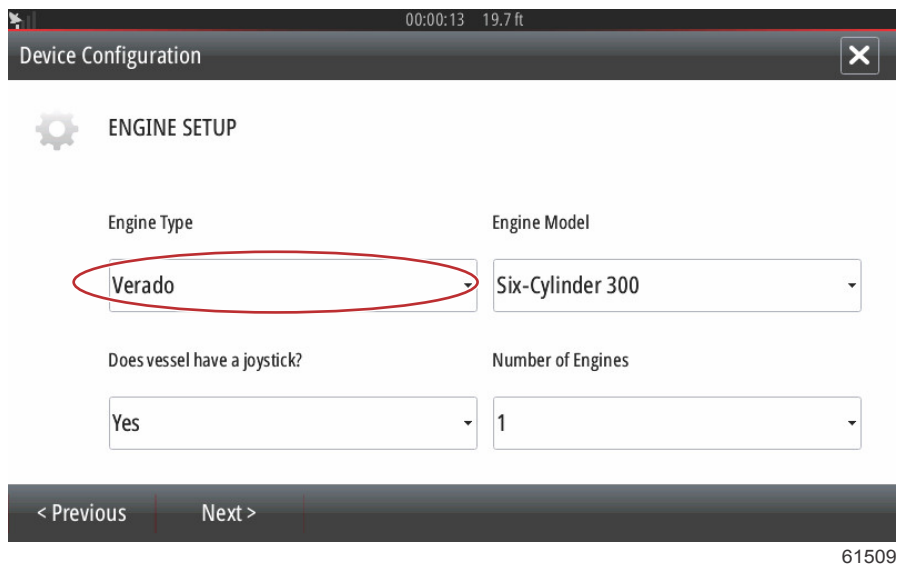 00:00:13 19.7 ft
Device Configuration
ENGINE SETUP
Engine Type Engine Model
Verado Six-Cylinder 300
Does vessel have a joystick? Number of Engines
Yes 1
< Previous Next >
61509